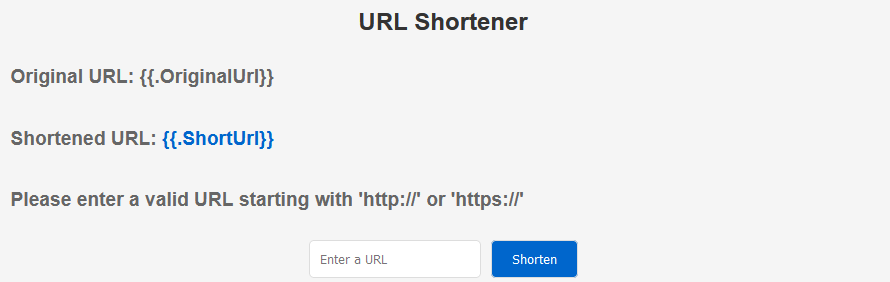 URL Shortener
Original URL: {{.OriginalUrl}}
Shortened URL: {{.ShortUrl}}
Please enter a valid URL starting with 'http://' or 'https://'
Enter a URL
Shorten